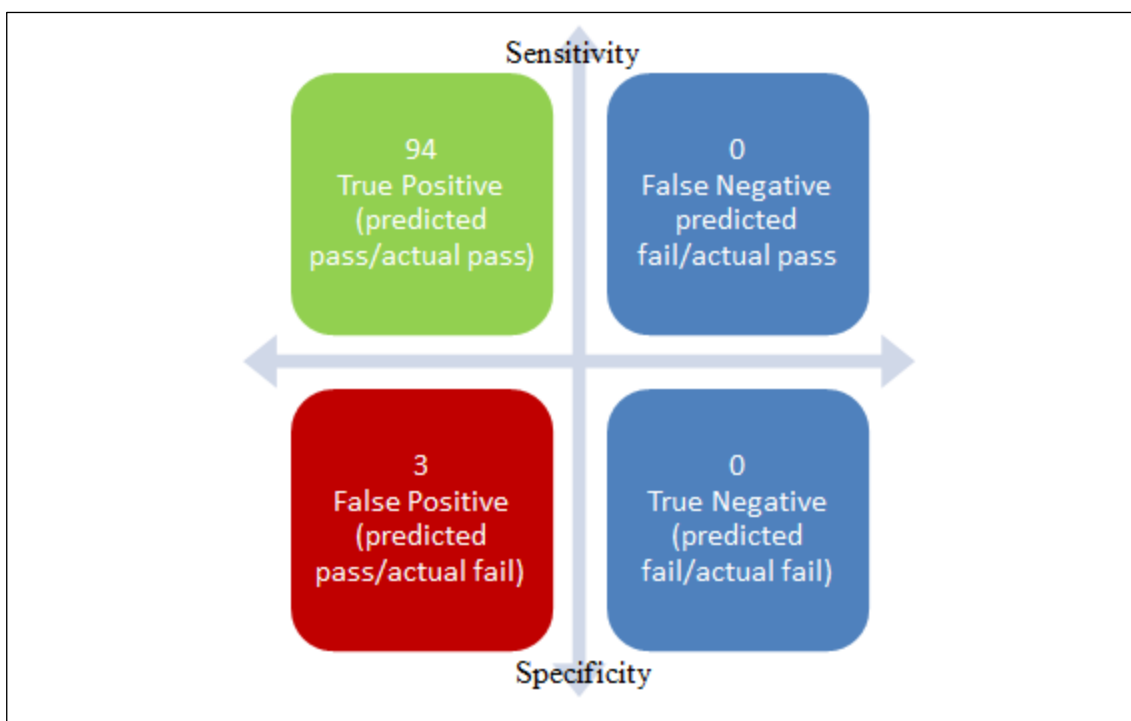 Sensitivity
94
True Positive
(predicted
pass/actual pass)
0
False Negative
predicted
fail/actual pass
3
False Positive
(predicted
pass/actual fail)
0
True Negative
(predicted
fail/actual fail)
Specificity